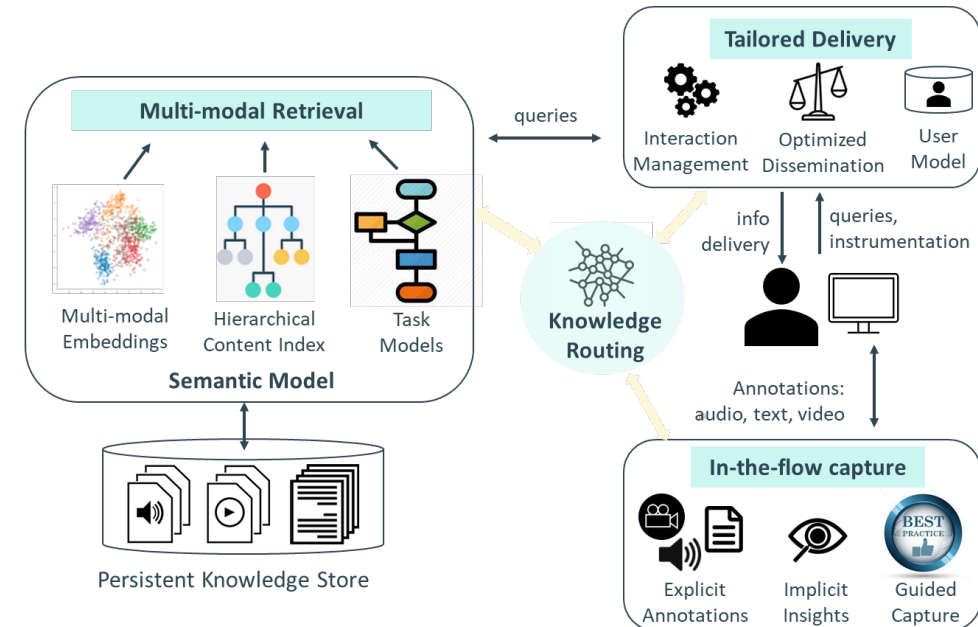 Multi-modal Retrieval
Multi-modal
Embeddings
Hierarchical
Content Index
Task
Models
Semantic Model
Persistent Knowledge Store
queries
Knowledge
Routing
Tailored Delivery
Interaction
Management
Optimized
Dissemination
User
Model
info
delivery
queries,
instrumentation
Annotations:
audio, text, video
In-the-flow capture
BEST
PRACTICE
Explicit
Annotations
Implicit
Insights
Guided
Capture